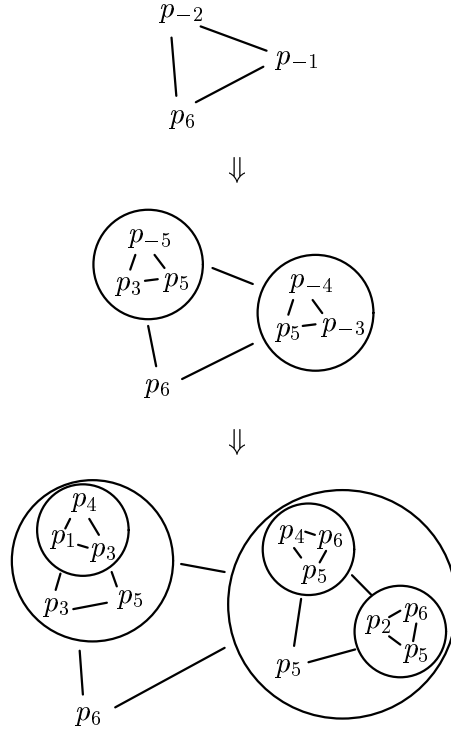 p₋₂
p₋₁
p₆
⇓
p₋₅
p₃ p₅
p₋₄
p₅ p₋₃
p₆
⇓
p₄
p₁ p₃
p₃ p₅
p₄ p₆
p₅
p₂ p₆
p₅
p₅
p₆